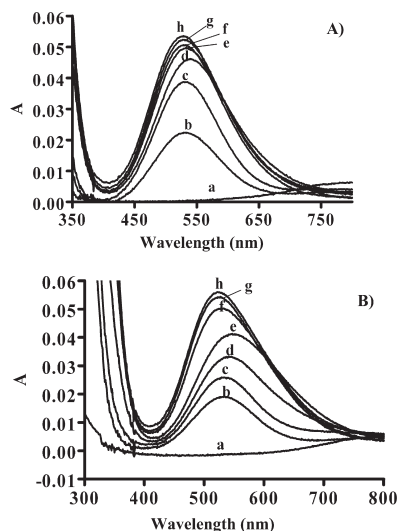 A)
0.06
0.05
0.04
0.03
0.02
0.01
0.00
A
h
g
f
e
d
c
b
a
350 450 550 650 750
Wavelength (nm)
B)
0.06
0.05
0.04
0.03
0.02
0.01
0.00
-0.01
A
h
g
f
e
d
c
b
a
300 400 500 600 700 800
Wavelength (nm)